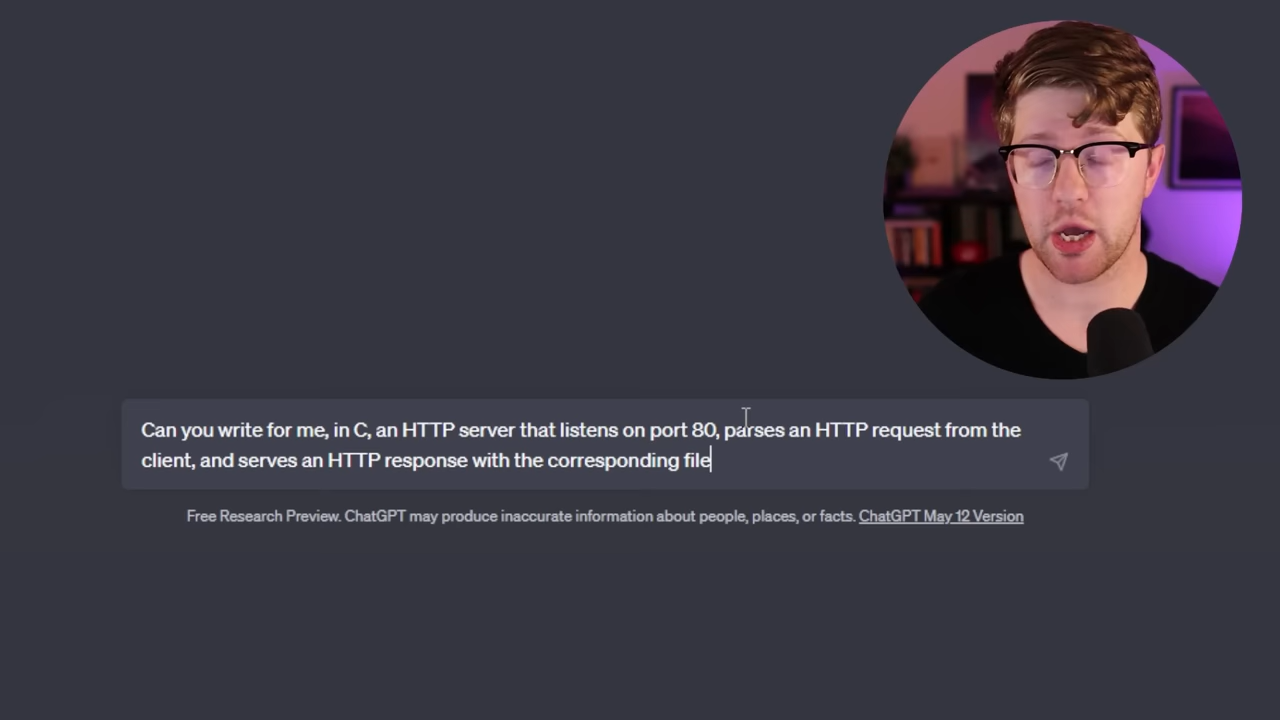 Can you write for me, in C, an HTTP server that listens on port 80, parses an HTTP request from the
client, and serves an HTTP response with the corresponding file
Free Research Preview. ChatGPT may produce inaccurate information about people, places, or facts. ChatGPT May 12 Version